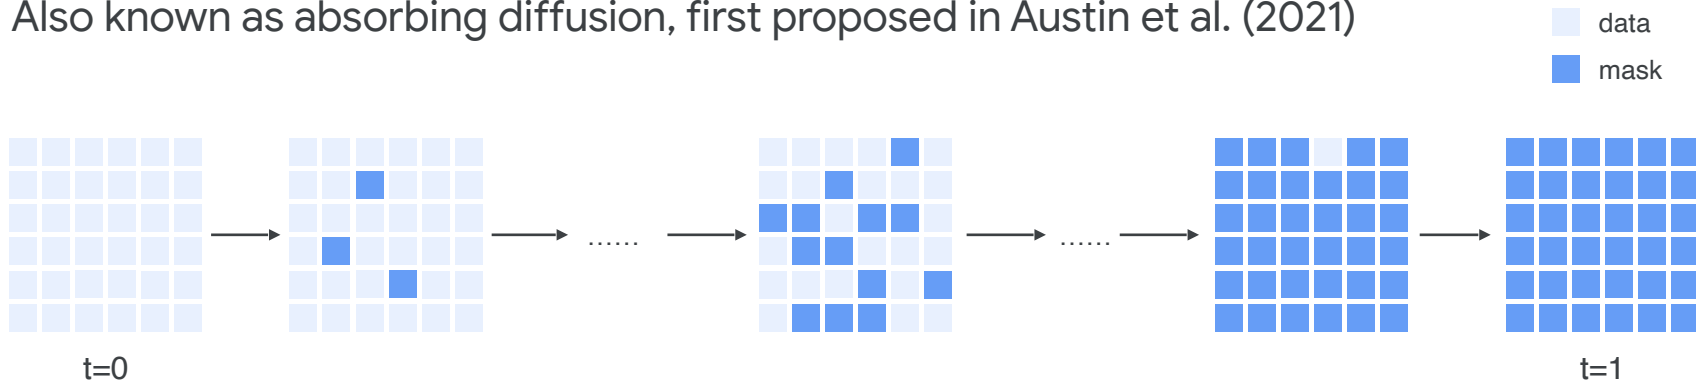 Also known as absorbing diffusion, first proposed in Austin et al. (2021)
data
mask
......
......
t=0
t=1